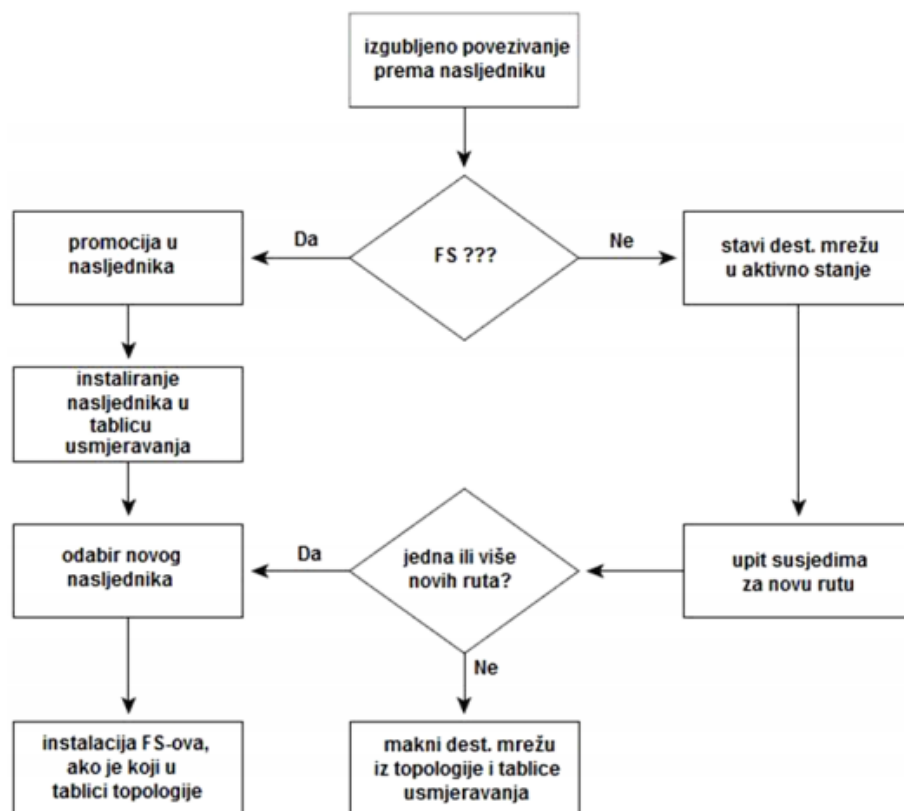 izgubljeno povezivanje
prema nasljedniku
FS ???
Da
Ne
promocija u
nasljednika
stavi dest. mrežu
u aktivno stanje
instaliranje
nasljednika u
tablicu
usmjeravanja
odabir novog
nasljednika
Da
jedna ili više
novih ruta?
upit susjedima
za novu rutu
Ne
instalacija FS-ova,
ako je koji u
tablici topologije
makni dest. mrežu
iz topologije i tablice
usmjeravanja